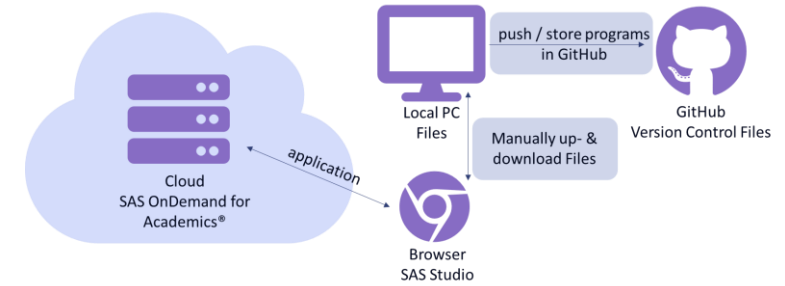 push / store programs
in GitHub
Local PC
Files
GitHub
Version Control Files
Manually up- &
download Files
application
Cloud
SAS OnDemand for
Academics®
Browser
SAS Studio